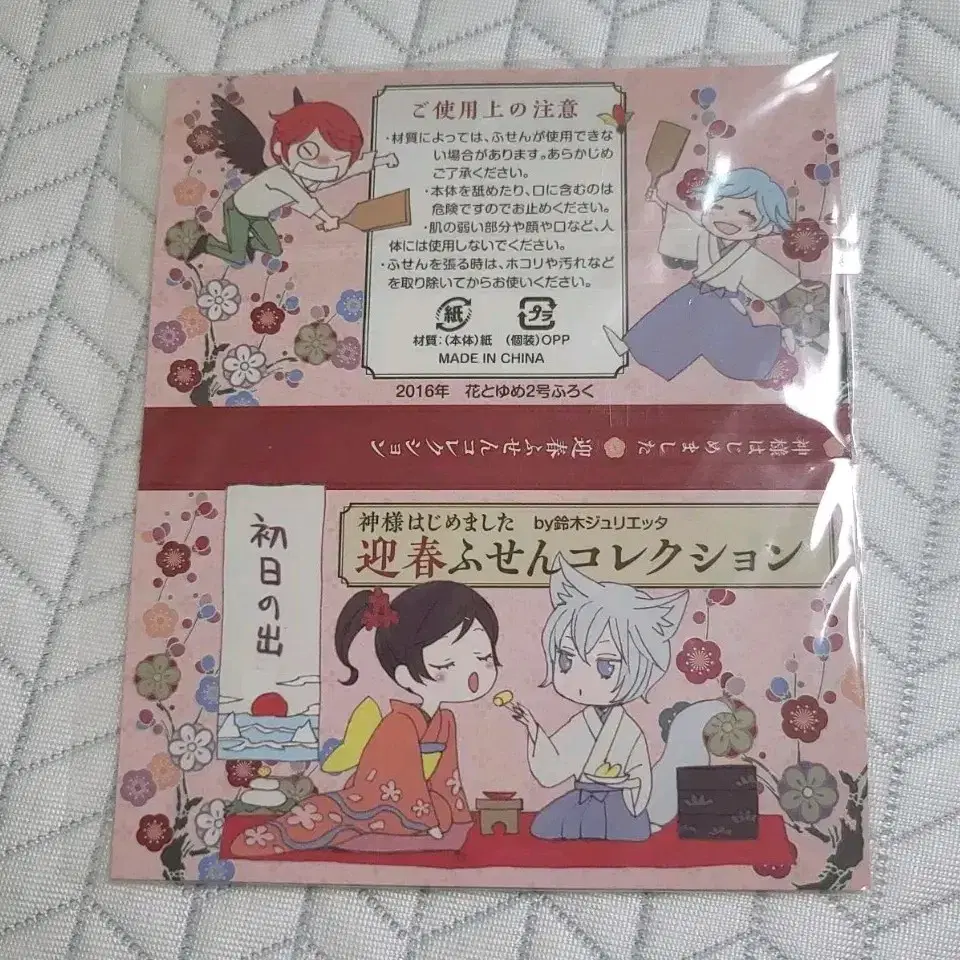 ご使用上の注意
・材質によっては、ふせんが使用できな
い場合があります。あらかじめ
ご了承ください。
・本体を舐めたり、口に含むのは
危険ですのでお止めください。
・肌の弱い部分や顔や口など、人
体には使用しないでください。
・ふせんを張る時は、ホコリや汚れなど
を取り除いてからお使いください。
紙 プラ
材質:(本体)紙 (個装)OPP
MADE IN CHINA
2016年 花とゆめ2号ふろく
神様はじめました 迎春ふせんコレクション
神様はじめました by鈴木ジュリエッタ
迎春ふせんコレクション
初日の出